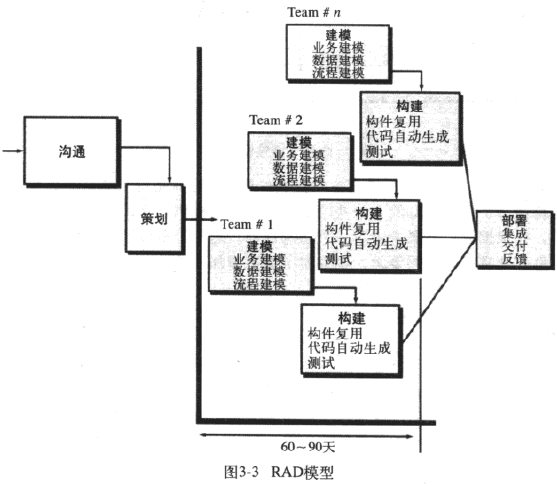 Team # n
建模
业务建模
数据建模
流程建模
构建
构件复用
代码自动生成
测试
Team # 2
建模
业务建模
数据建模
流程建模
构建
构件复用
代码自动生成
测试
沟通
策划
Team # 1
建模
业务建模
数据建模
流程建模
构建
构件复用
代码自动生成
测试
部署
集成
交付
反馈
60～90天
图3-3 RAD模型